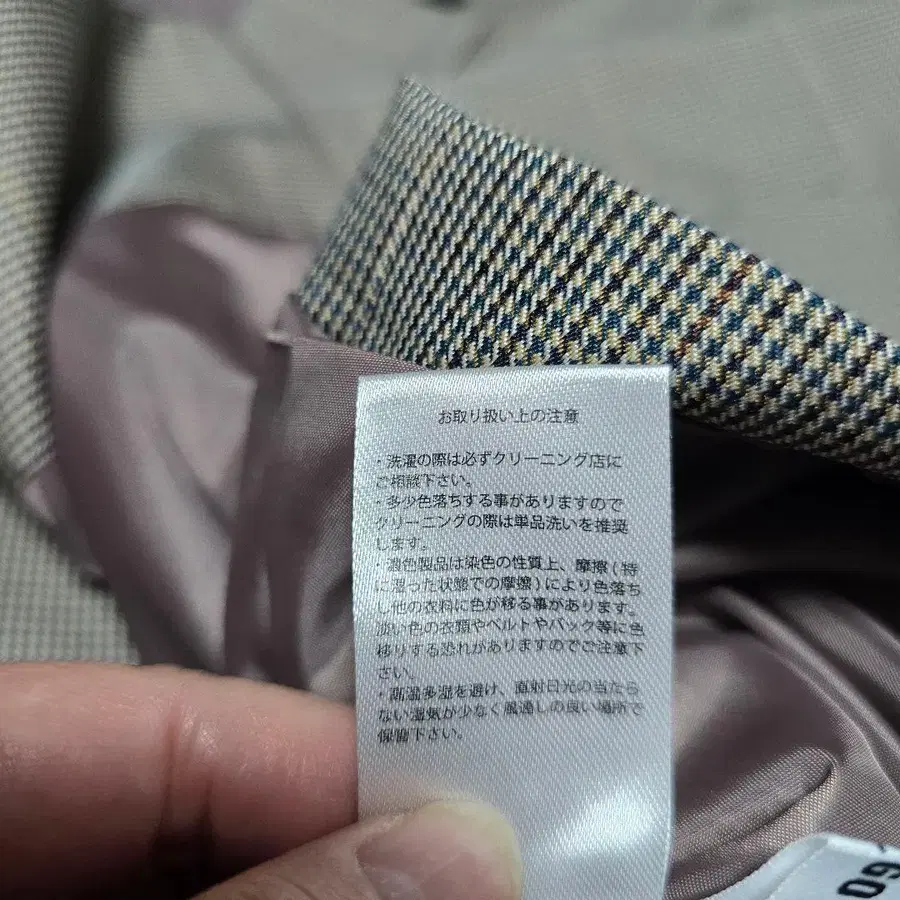 お取り扱い上の注意
・洗濯の際は必ずクリーニング店に
ご相談下さい。
・多少色落ちする事がありますので
クリーニングの際は単品洗いを推奨
します。
・濃色製品は染色の性質上、摩擦(特
に湿った状態での摩擦)により色落ち
し他の衣料に色が移る事があります。
淡い色の衣類やベルトやバック等に色
移りする恐れがありますのでご注意下
さい。
・高温多湿を避け、直射日光の当たら
ない湿気が少なく風通しの良い場所で
保管下さい。